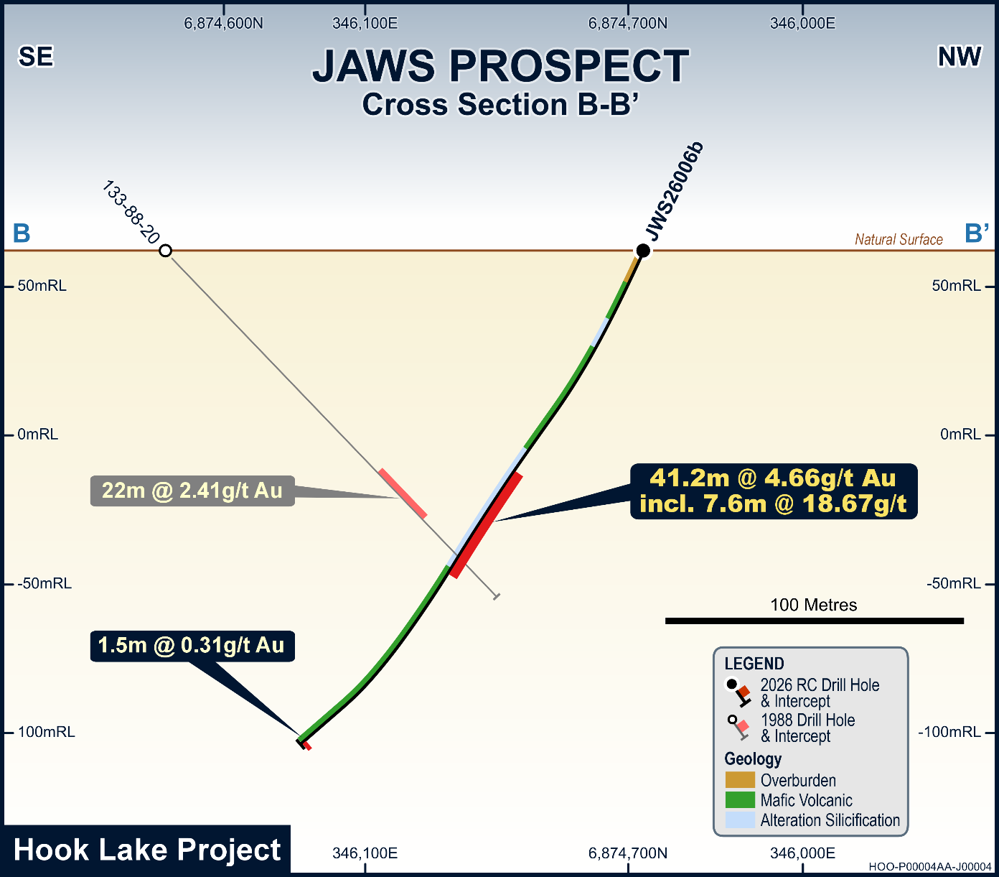 6,874,600N 346,100E 6,874,700N 346,000E
SE
NW
JAWS PROSPECT
Cross Section B-B’
JWS26006b
133-88-20
B
Natural Surface
B’
50mRL
50mRL
0mRL
0mRL
22m @ 2.41g/t Au
41.2m @ 4.66g/t Au
incl. 7.6m @ 18.67g/t
-50mRL
-50mRL
100 Metres
1.5m @ 0.31g/t Au
LEGEND
2026 RC Drill Hole
& Intercept
1988 Drill Hole
& Intercept
Geology
Overburden
Mafic Volcanic
Alteration Silicification
100mRL
-100mRL
Hook Lake Project
346,100E 6,874,700N 346,000E
HOO-P00004AA-J00004